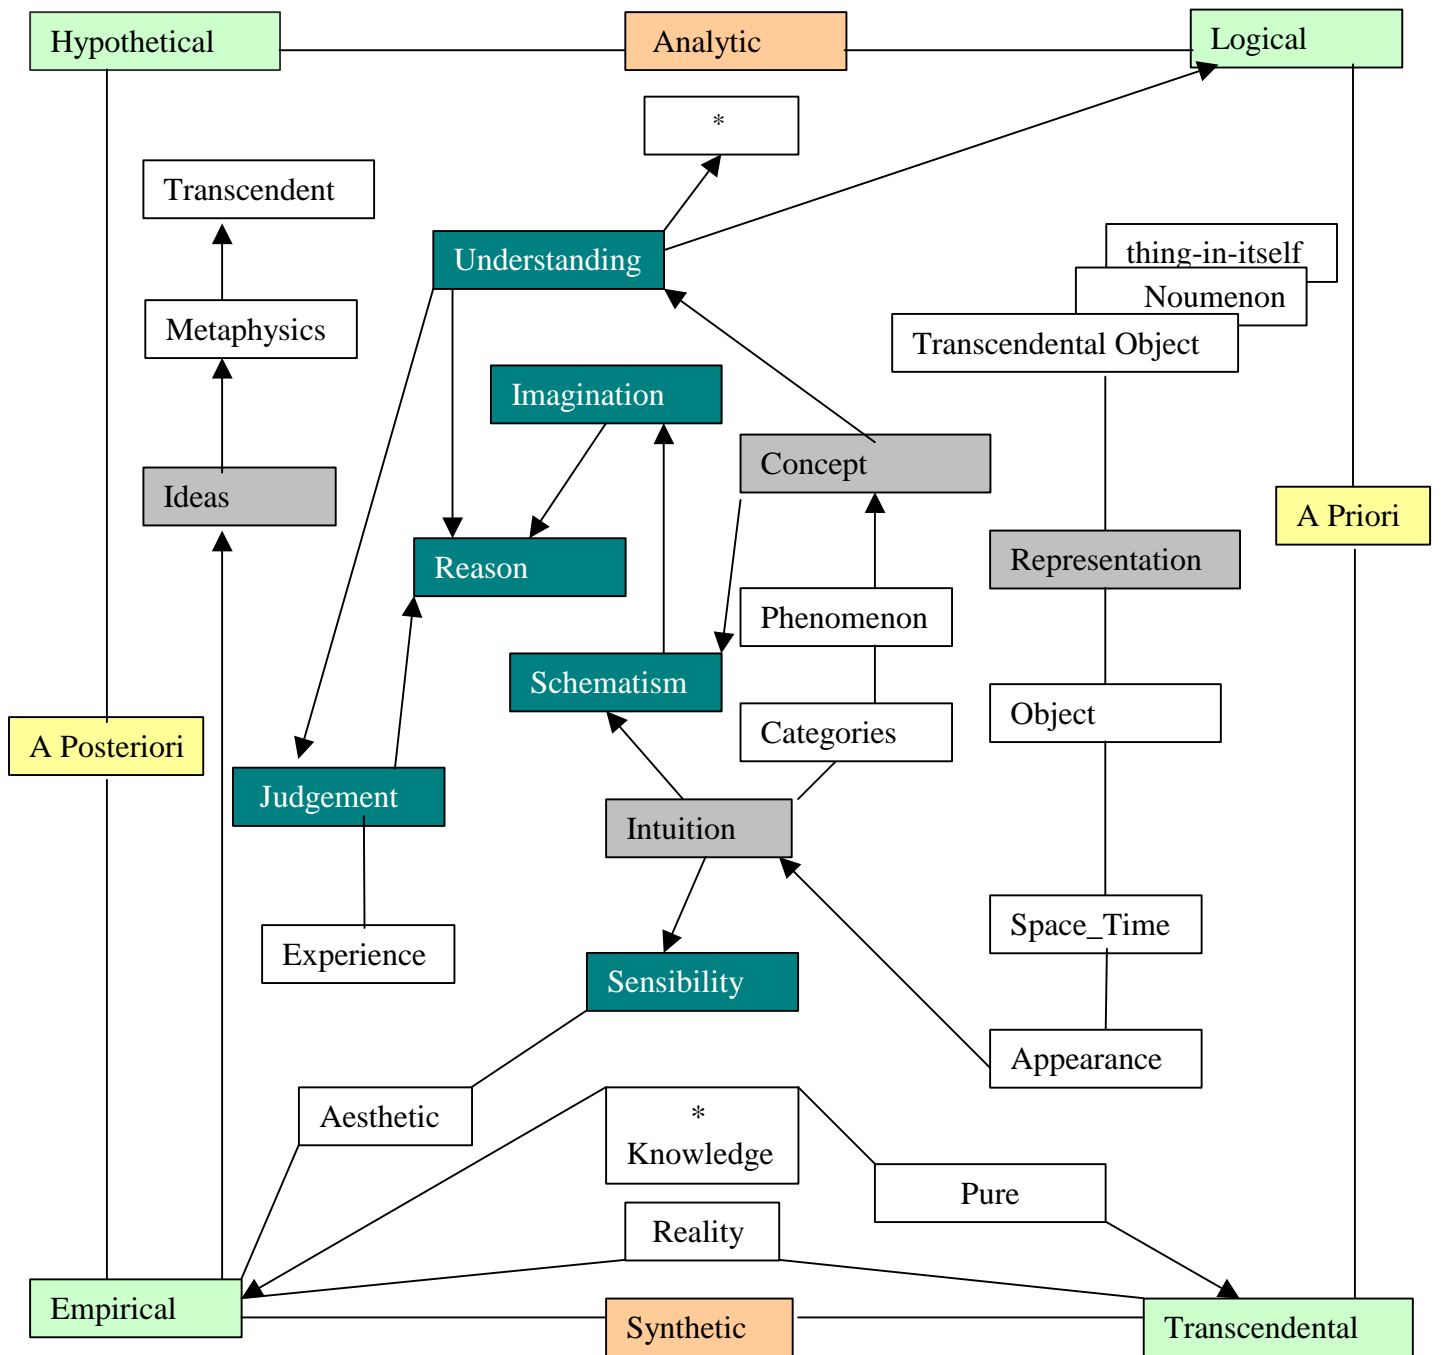 Hypothetical
Analytic
Logical
*
Transcendent
Understanding
thing-in-itself
Noumenon
Metaphysics
Transcendental Object
Imagination
Concept
Ideas
A Priori
Reason
Representation
Phenomenon
Schematism
Object
Categories
A Posteriori
Judgement
Intuition
Space_Time
Experience
Sensibility
Appearance
Aesthetic
*
Knowledge
Pure
Reality
Empirical
Synthetic
Transcendental